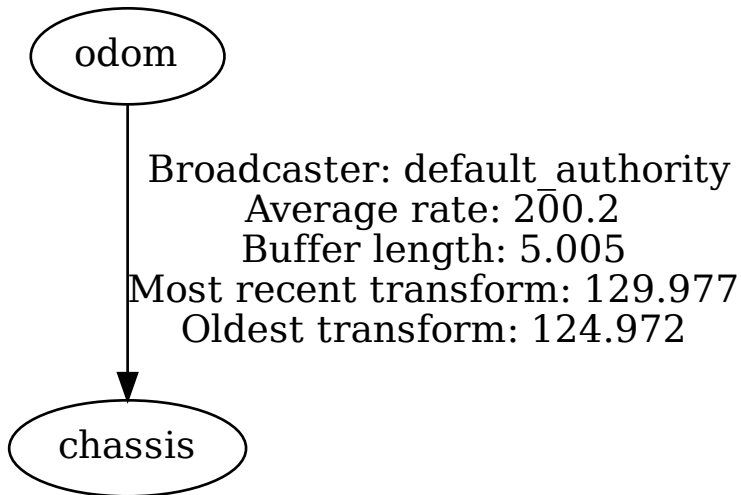 odom
Broadcaster: default_authority
Average rate: 200.2
Buffer length: 5.005
Most recent transform: 129.977
Oldest transform: 124.972
chassis